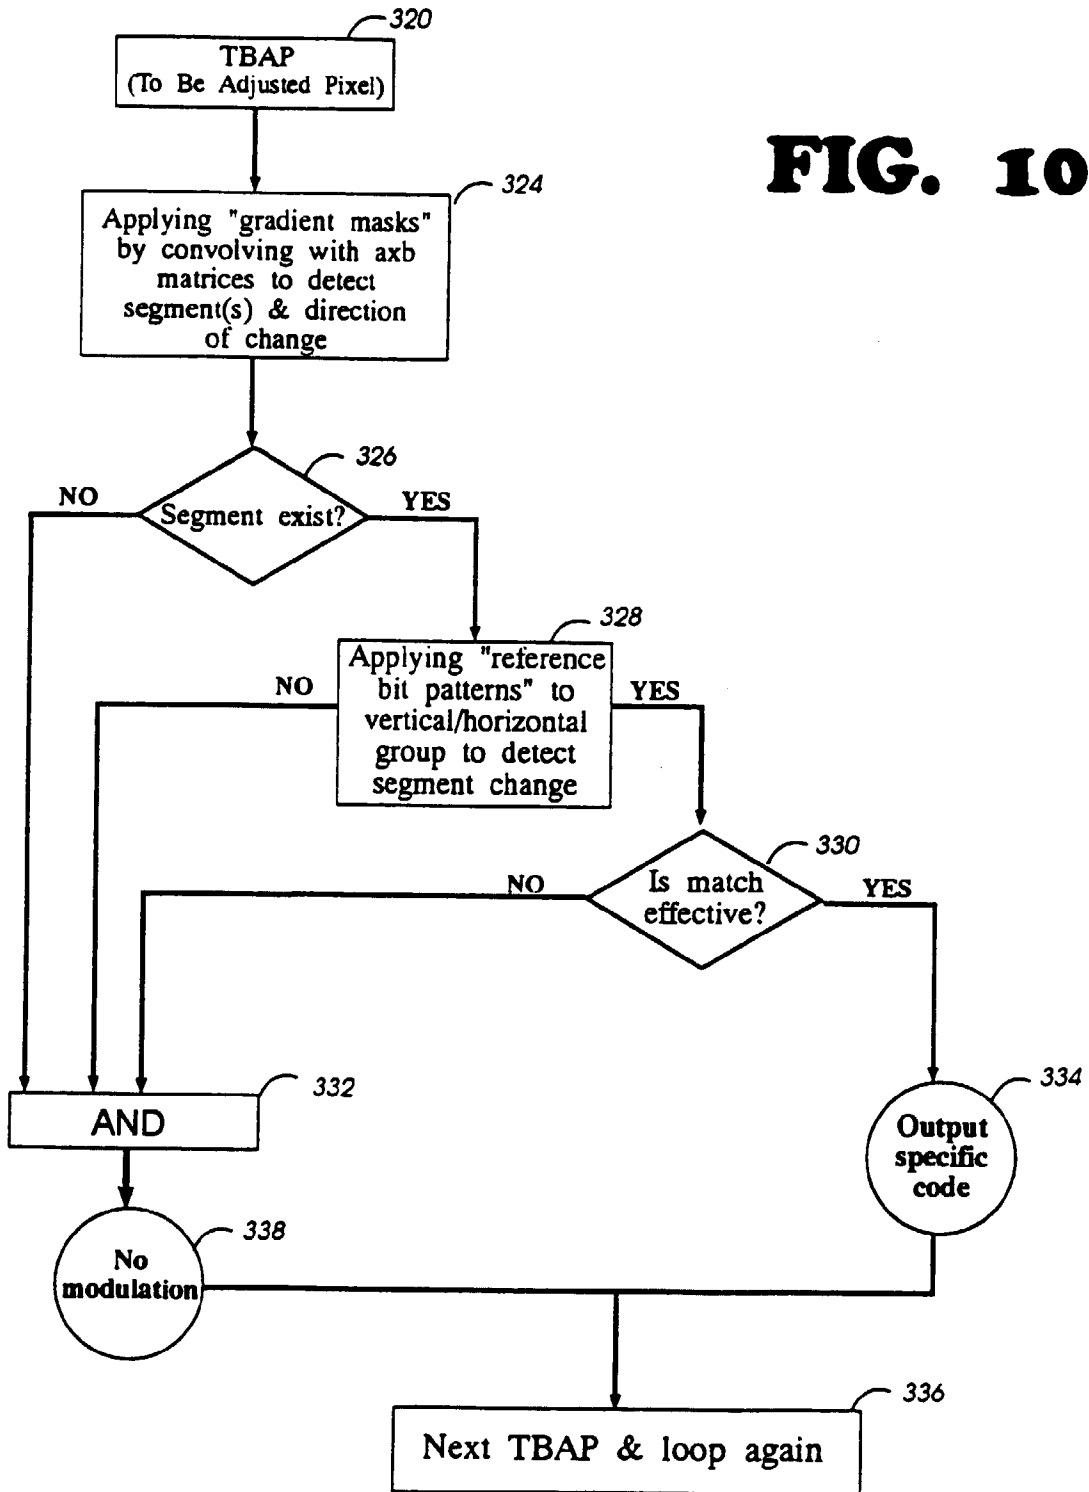 320
TBAP
(To Be Adjusted Pixel)
FIG. 10
324
Applying "gradient masks"
by convolving with axb
matrices to detect
segment(s) & direction
of change
326
NO
Segment exist?
YES
328
Applying "reference
bit patterns" to
vertical/horizontal
group to detect
segment change
NO
YES
330
Is match
effective?
NO
YES
332
AND
334
Output
specific
code
338
No
modulation
336
Next TBAP & loop again